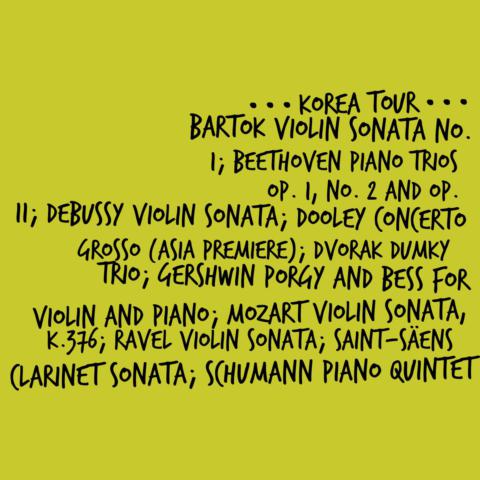 ... KOREA TOUR ...
BARTOK VIOLIN SONATA NO.
1; BEETHOVEN PIANO TRIOS
OP. 1, NO. 2 AND OP.
11; DEBUSSY VIOLIN SONATA; DOOLEY CONCERTO
GROSSO (ASIA PREMIERE); DVORAK DUMKY
TRIO; GERSHWIN PORGY AND BESS FOR
VIOLIN AND PIANO; MOZART VIOLIN SONATA,
K.376; RAVEL VIOLIN SONATA; SAINT-SÄENS
CLARINET SONATA; SCHUMANN PIANO QUINTET